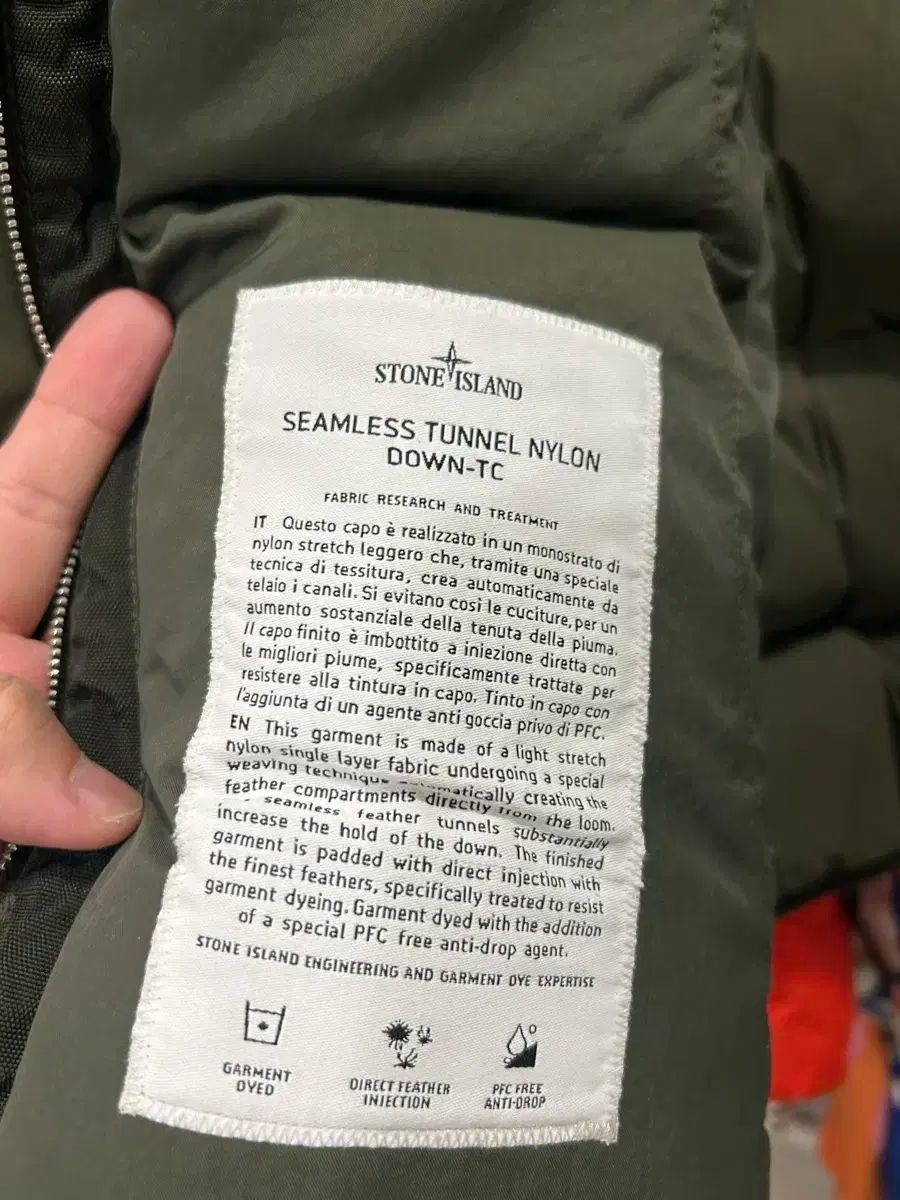 STONE ISLAND
SEAMLESS TUNNEL NYLON
DOWN-TC
FABRIC RESEARCH AND TREATMENT
IT Questo capo è realizzato in un monostrato di
nylon stretch leggero che, tramite una speciale
tecnica di tessitura, crea automaticamente da
telaio i canali. Si evitano così le cuciture, per un
aumento sostanziale della tenuta della piuma.
Il capo finito è imbottito a iniezione diretta con
le migliori piume, specificamente trattate per
resistere alla tintura in capo. Tinto in capo con
l'aggiunta di un agente anti goccia privo di PFC.
EN This garment is made of a light stretch
nylon single layer fabric undergoing a special
weaving technique creating the
feather compartments directly from the loom.
seamless feather tunnels substantially
increase the hold of the down. The finished
garment is padded with direct injection with
the finest feathers, specifically treated to resist
garment dyeing. Garment dyed with the addition
of a special PFC free anti-drop agent.
STONE ISLAND ENGINEERING AND GARMENT DYE EXPERTISE
GARMENT
DYED
DIRECT FEATHER
INJECTION
PFC FREE
ANTI-DROP